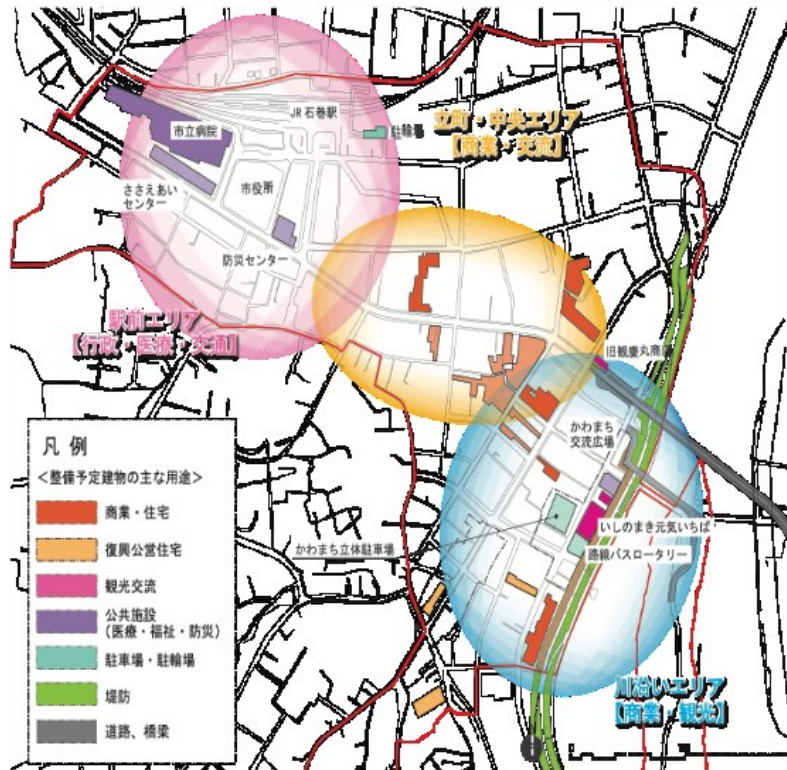 JR石巻駅
市立病院
駐輪場
立町・中央エリア
【商業・交流】
ささえあい
センター
市役所
防災センター
駅前エリア
【行政・医療・交通】
旧観慶丸商店
かわまち
交流広場
いしのまき元気いちば
路線バスロータリー
かわまち立体駐車場
川沿いエリア
【商業・観光】
凡 例
＜整備予定建物の主な用途＞
商業・住宅
復興公営住宅
観光交流
公共施設
（医療・福祉・防災）
駐車場・駐輪場
堤防
道路、橋梁